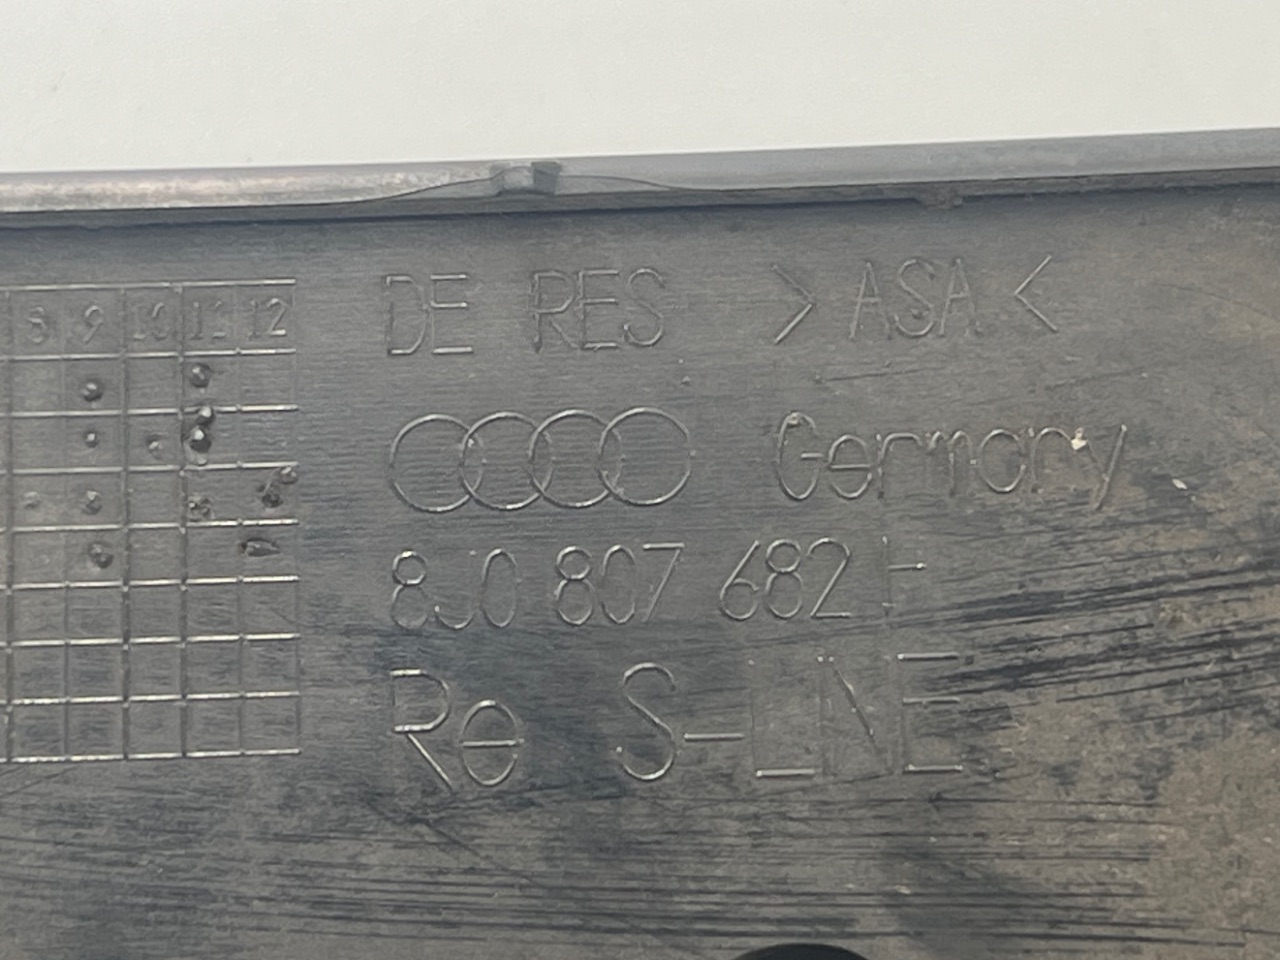 8 9 10 11 12
DE RES >ASA<
Germany
8J0 807 682 E
Re S-LINE